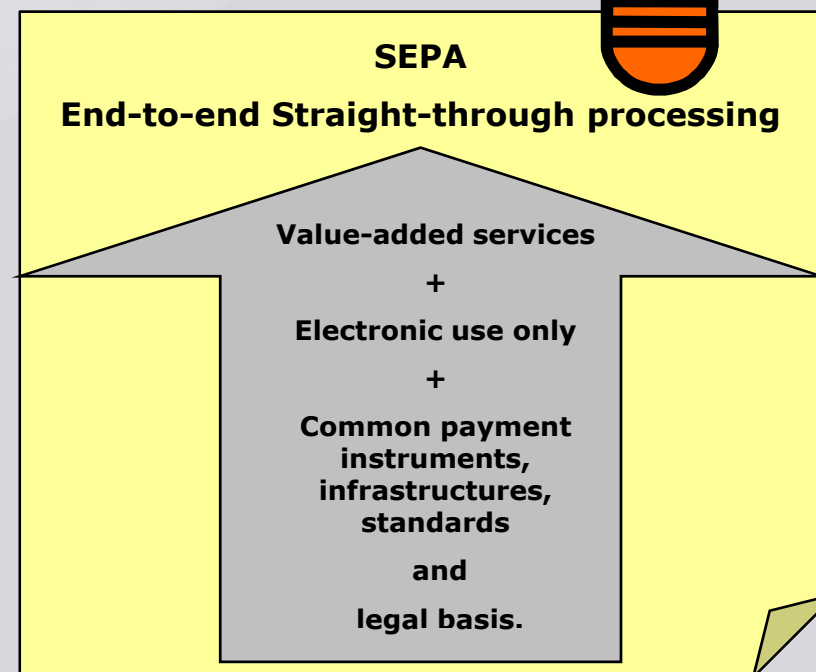 SEPA
End-to-end Straight-through processing
Value-added services
+
Electronic use only
+
Common payment
instruments,
infrastructures,
standards
and
legal basis.